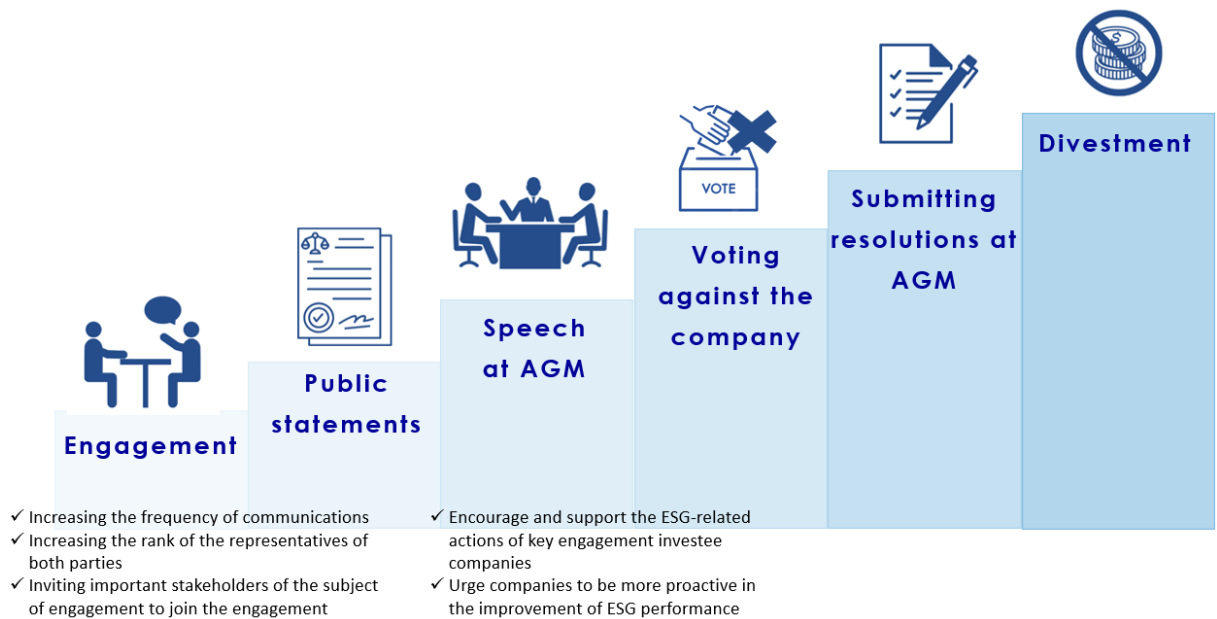 Engagement
✓ Increasing the frequency of communications
✓ Increasing the rank of the representatives of
both parties
✓ Inviting important stakeholders of the subject
of engagement to join the engagement
Public
statements
Speech
at AGM
✓ Encourage and support the ESG-related
actions of key engagement investee
companies
✓ Urge companies to be more proactive in
the improvement of ESG performance
VOTE
Voting
against the
company
Submitting
resolutions at
AGM
$
Divestment